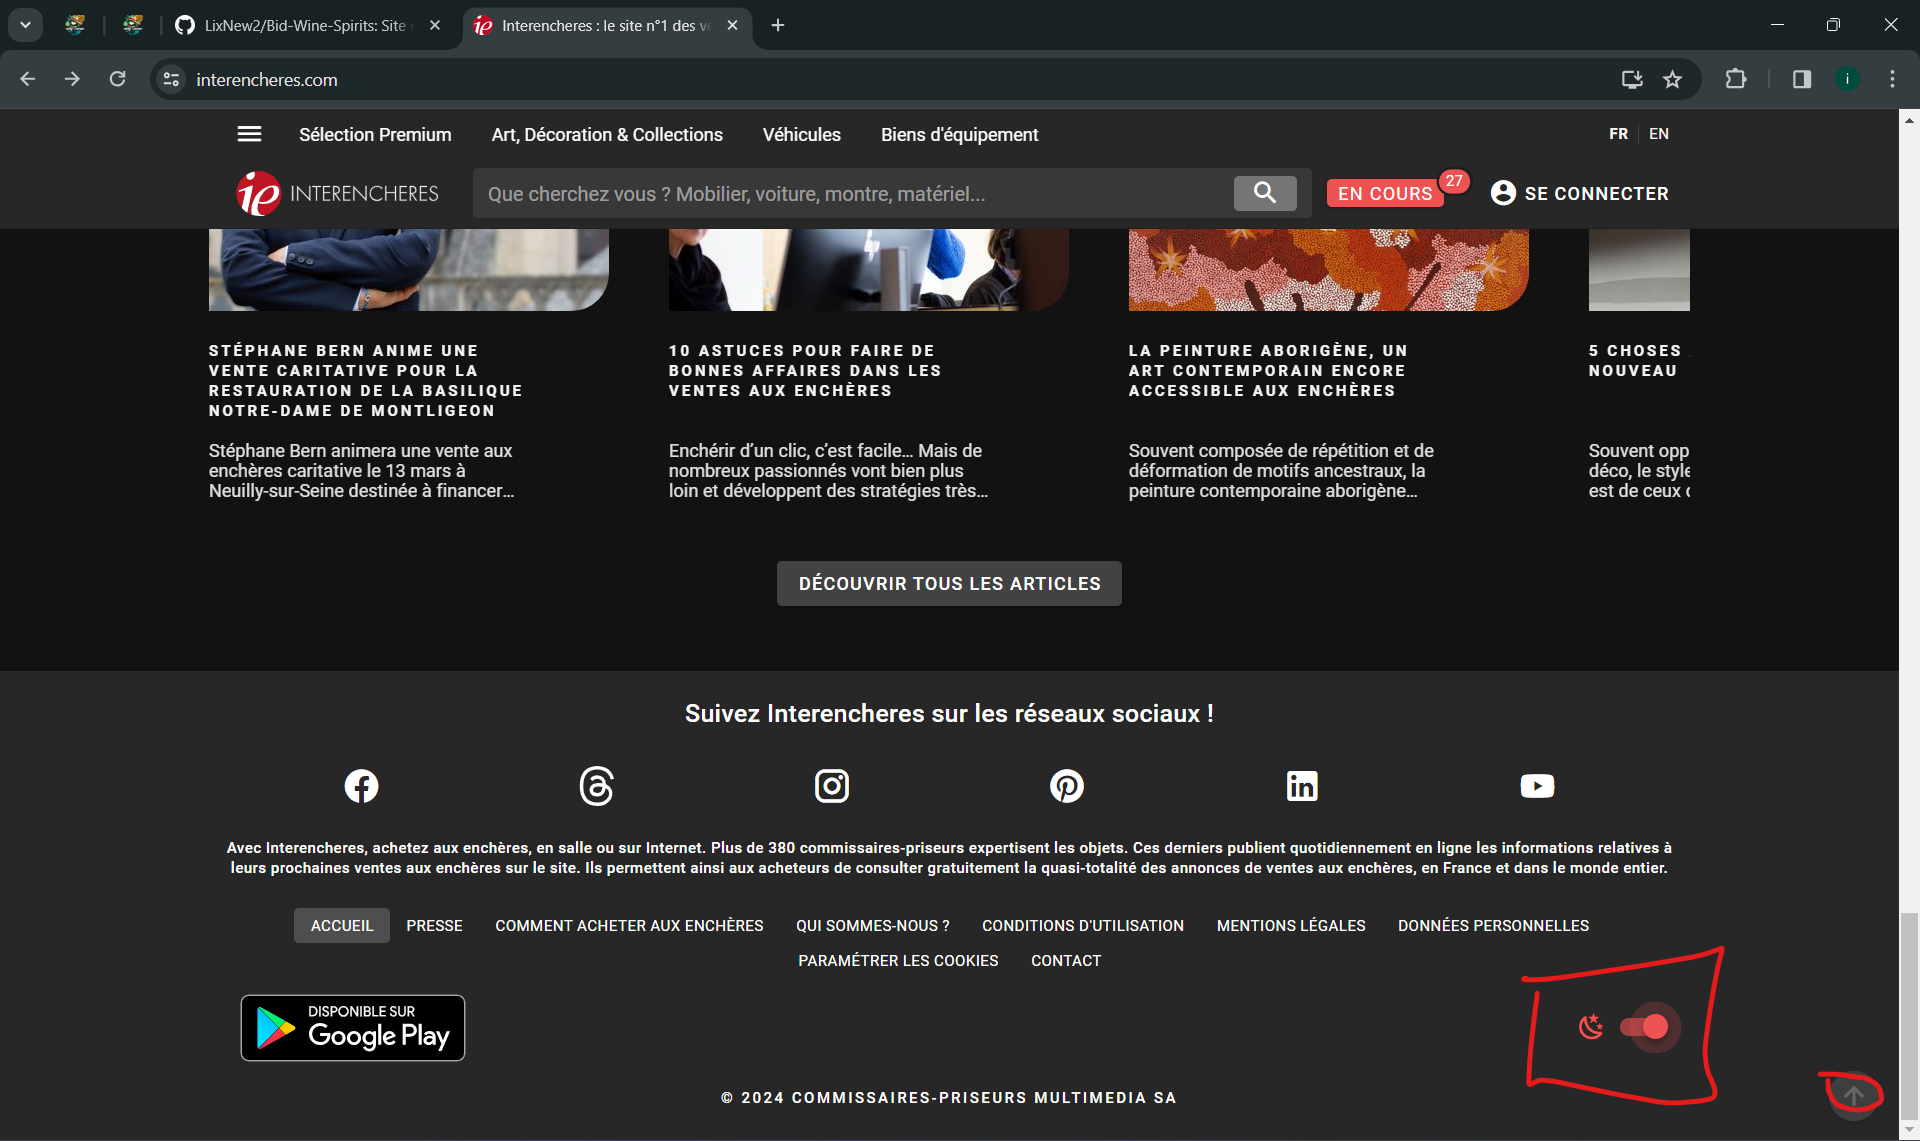 LixNew2/Bid-Wine-Spirits: Site
Interencheres : le site n°1 des v
interencheres.com
i
Sélection Premium
Art, Décoration & Collections
Véhicules
Biens d'équipement
FR
EN
ie INTERENCHERES
Que cherchez vous ? Mobilier, voiture, montre, matériel...
EN COURS
27
SE CONNECTER
STÉPHANE BERN ANIME UNE
VENTE CARITATIVE POUR LA
RESTAURATION DE LA BASILIQUE
NOTRE-DAME DE MONTLIGEON
Stéphane Bern animera une vente aux
enchères caritative le 13 mars à
Neuilly-sur-Seine destinée à financer...
10 ASTUCES POUR FAIRE DE
BONNES AFFAIRES DANS LES
VENTES AUX ENCHÈRES
Enchérir d’un clic, c’est facile... Mais de
nombreux passionnés vont bien plus
loin et développent des stratégies très...
LA PEINTURE ABORIGÈNE, UN
ART CONTEMPORAIN ENCORE
ACCESSIBLE AUX ENCHÈRES
Souvent composée de répétition et de
déformation de motifs ancestraux, la
peinture contemporaine aborigène...
5 CHOSES
NOUVEAU
Souvent opp
déco, le style
est de ceux
DÉCOUVRIR TOUS LES ARTICLES
Suivez Interencheres sur les réseaux sociaux !
Avec Interencheres, achetez aux enchères, en salle ou sur Internet. Plus de 380 commissaires-priseurs expertisent les objets. Ces derniers publient quotidiennement en ligne les informations relatives à
leurs prochaines ventes aux enchères sur le site. Ils permettent ainsi aux acheteurs de consulter gratuitement la quasi-totalité des annonces de ventes aux enchères, en France et dans le monde entier.
ACCUEIL
PRESSE
COMMENT ACHETER AUX ENCHÈRES
QUI SOMMES-NOUS ?
CONDITIONS D'UTILISATION
MENTIONS LÉGALES
DONNÉES PERSONNELLES
PARAMÉTRER LES COOKIES
CONTACT
DISPONIBLE SUR
Google Play
© 2024 COMMISSAIRES-PRISEURS MULTIMEDIA SA